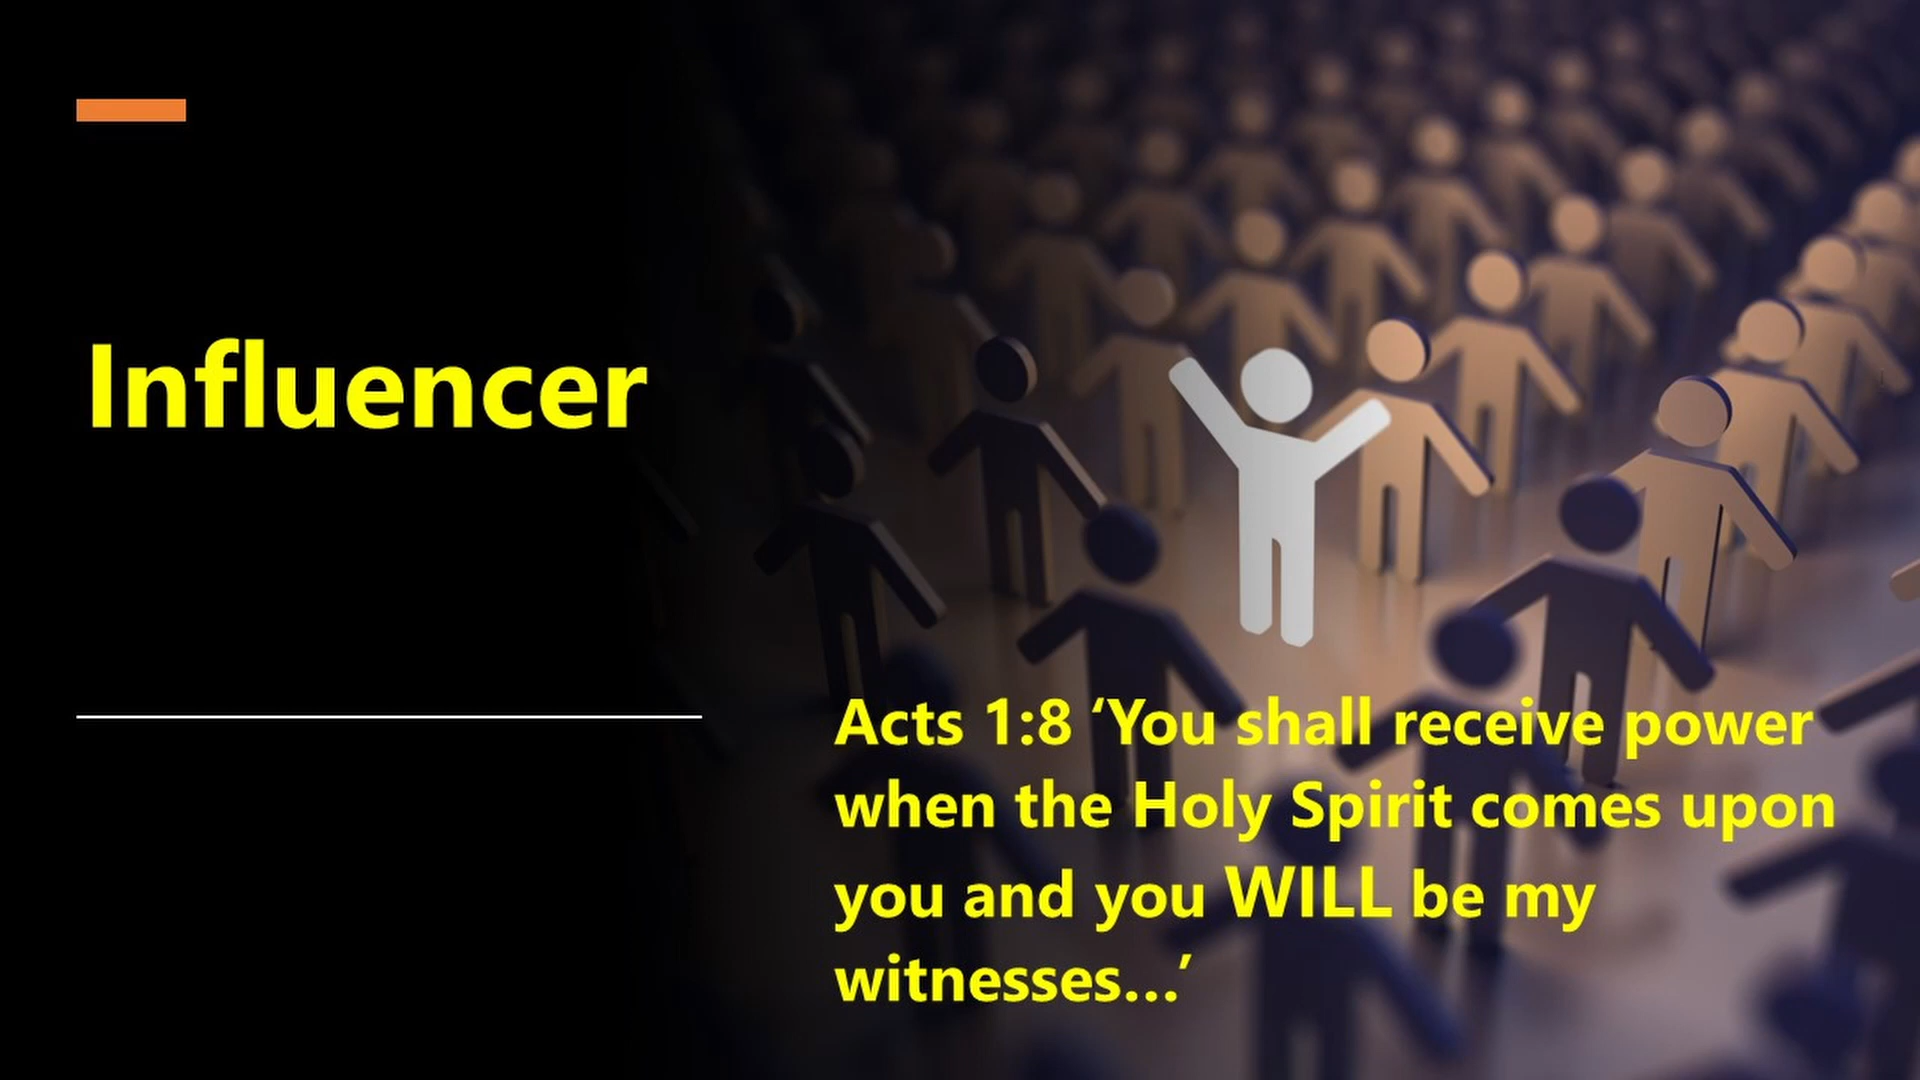 Influencer
Acts 1:8 ‘You shall receive power
when the Holy Spirit comes upon
you and you WILL be my
witnesses…’